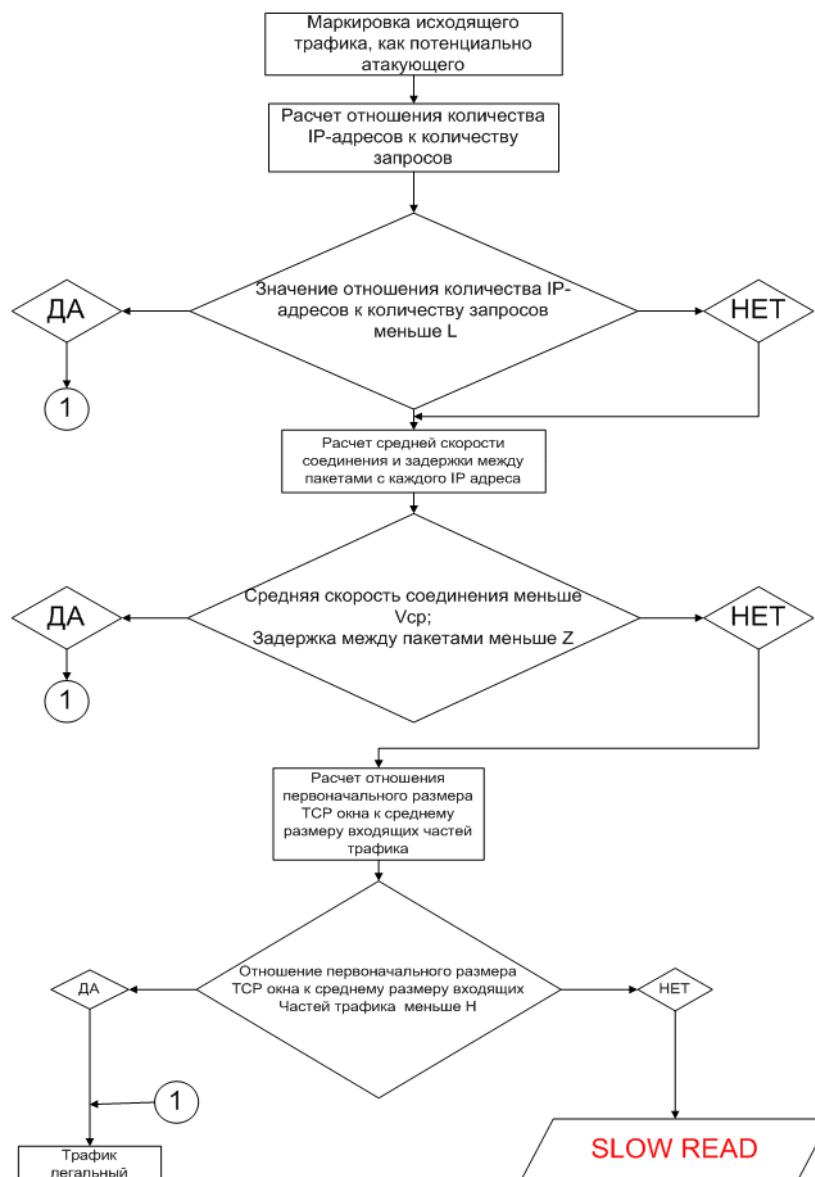 Маркировка исходящего
трафика, как потенциально
атакующего
Расчет отношения количества
IP-адресов к количеству
запросов
Значение отношения количества IP-
адресов к количеству запросов
меньше L
ДА
НЕТ
1
Расчет средней скорости
соединения и задержки между
пакетами с каждого IP адреса
Средняя скорость соединения меньше
Vср;
Задержка между пакетами меньше Z
ДА
НЕТ
1
Расчет отношения
первоначального размера
TCP окна к среднему
размеру входящих частей
трафика
Отношение первоначального размера
TCP окна к среднему размеру входящих
Частей трафика меньше H
ДА
НЕТ
1
Трафик
легальный
SLOW READ